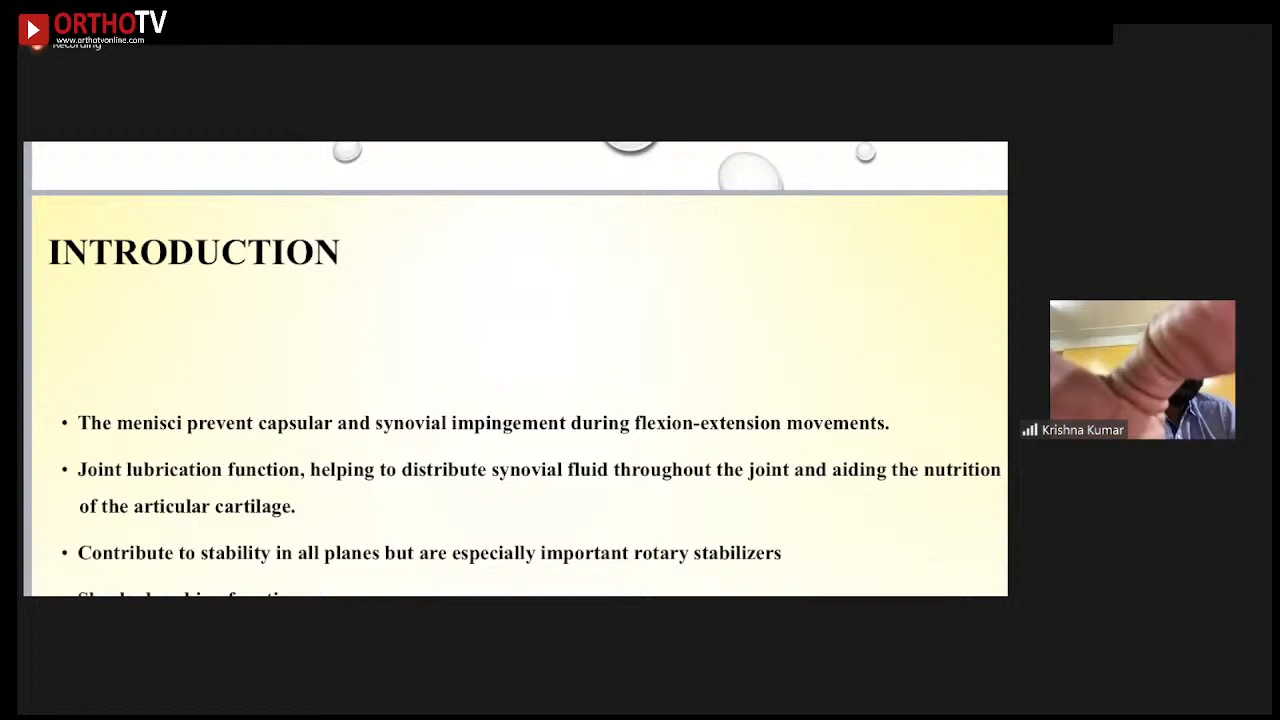 ORTHOTV
www.orthotvonline.com
Recording
INTRODUCTION
• The menisci prevent capsular and synovial impingement during flexion-extension movements.
• Joint lubrication function, helping to distribute synovial fluid throughout the joint and aiding the nutrition
of the articular cartilage.
• Contribute to stability in all planes but are especially important rotary stabilizers
Krishna Kumar